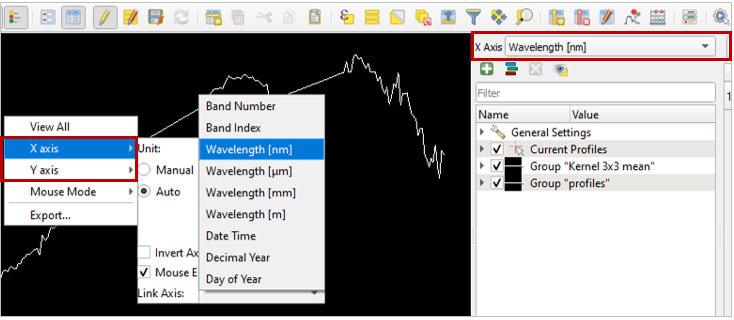 X Axis Wavelength [nm]
Filter
Name Value
General Settings
Current Profiles
Group "Kernel 3x3 mean"
Group "profiles"
1
View All
X axis
Y axis
Mouse Mode
Export...
Unit:
Manual
Auto
Invert Ax
Mouse E
Link Axis:
Band Number
Band Index
Wavelength [nm]
Wavelength [μm]
Wavelength [mm]
Wavelength [m]
Date Time
Decimal Year
Day of Year